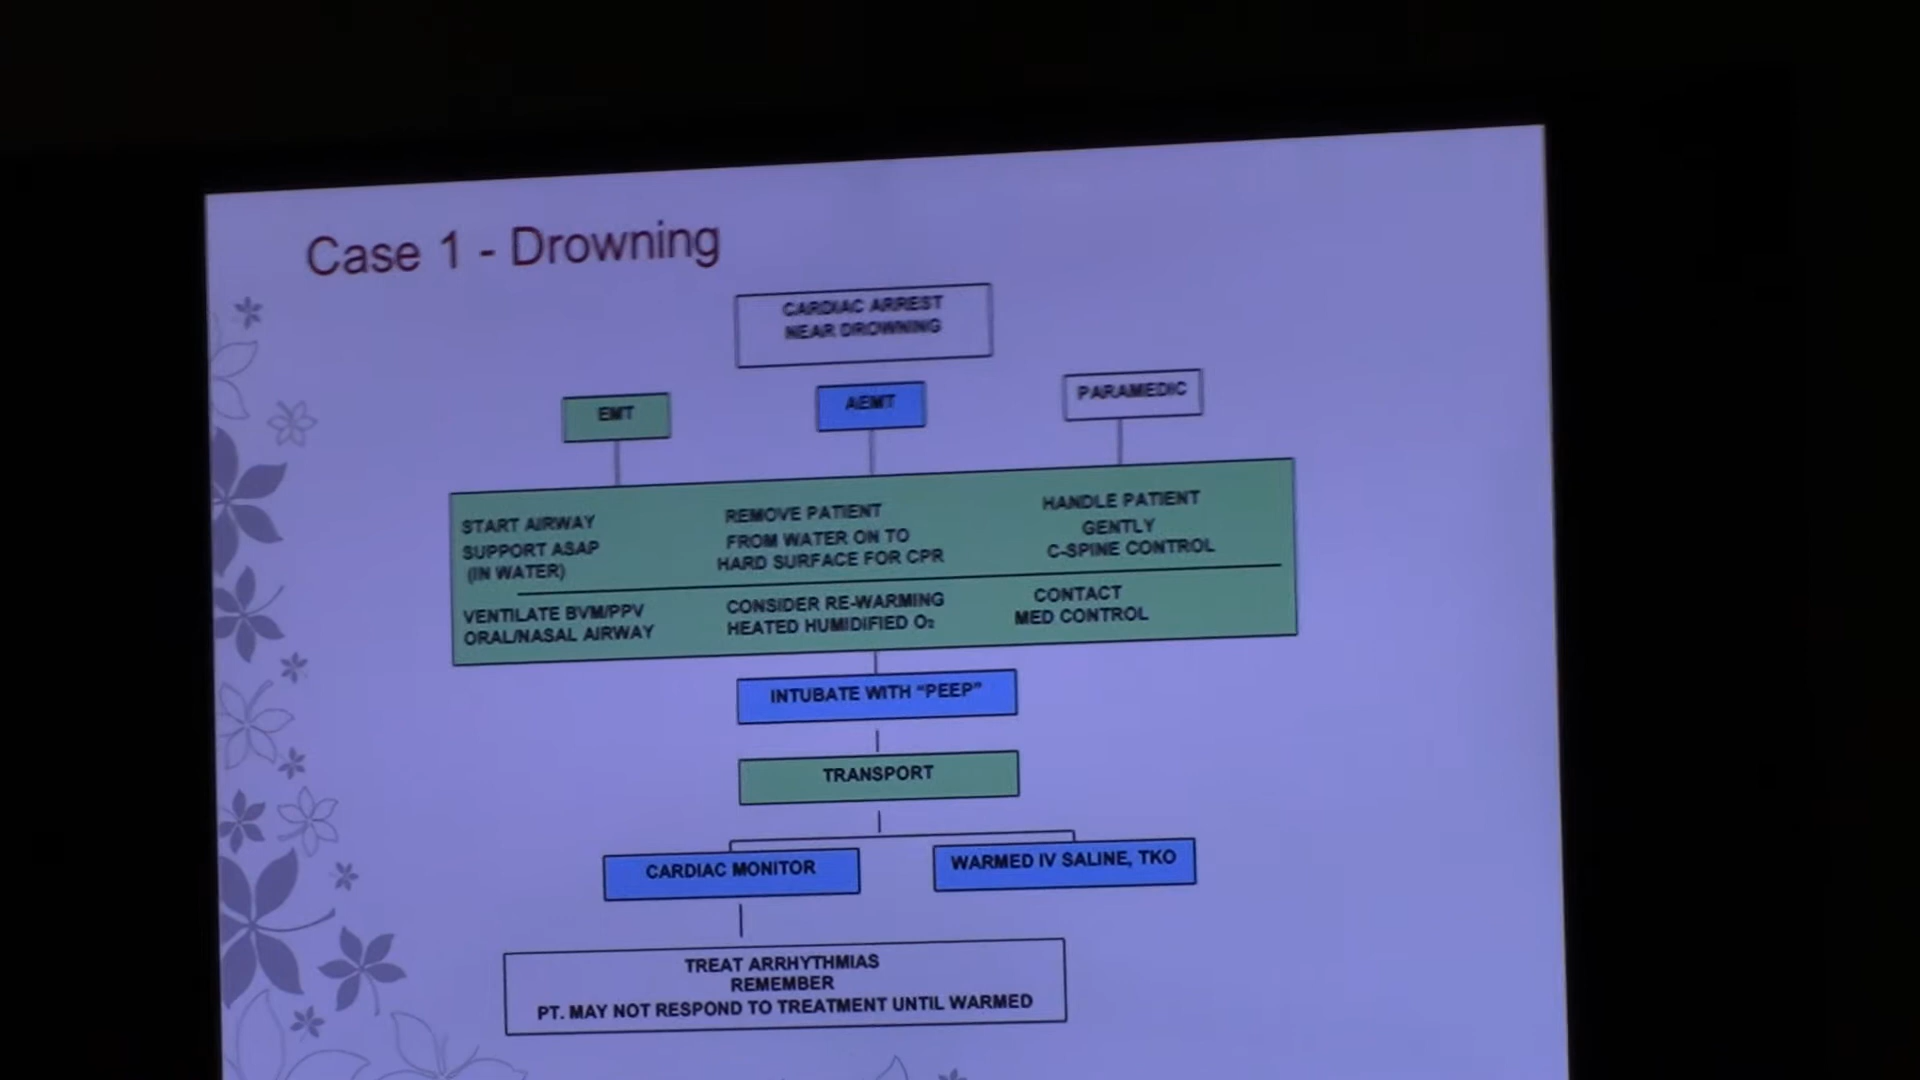 Case 1 - Drowning
CARDIAC ARREST
NEAR DROWNING
EMT
AEMT
PARAMEDIC
START AIRWAY
SUPPORT ASAP
(IN WATER)
REMOVE PATIENT
FROM WATER ON TO
HARD SURFACE FOR CPR
HANDLE PATIENT
GENTLY
C-SPINE CONTROL
VENTILATE BVM/PPV
ORAL/NASAL AIRWAY
CONSIDER RE-WARMING
HEATED HUMIDIFIED O₂
CONTACT
MED CONTROL
INTUBATE WITH “PEEP”
TRANSPORT
CARDIAC MONITOR
WARMED IV SALINE, TKO
TREAT ARRHYTHMIAS
REMEMBER
PT. MAY NOT RESPOND TO TREATMENT UNTIL WARMED